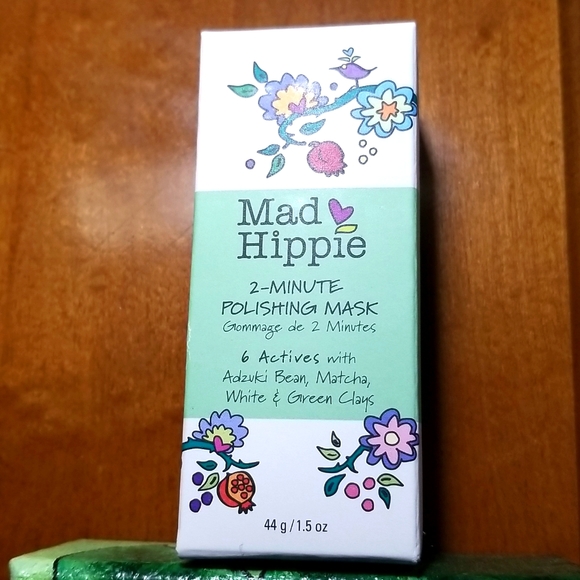 Mad
Hippie
2-MINUTE
POLISHING MASK
Gommage de 2 Minutes
6 Actives with
Adzuki Bean, Matcha,
White & Green Clays
44 g / 1.5 oz